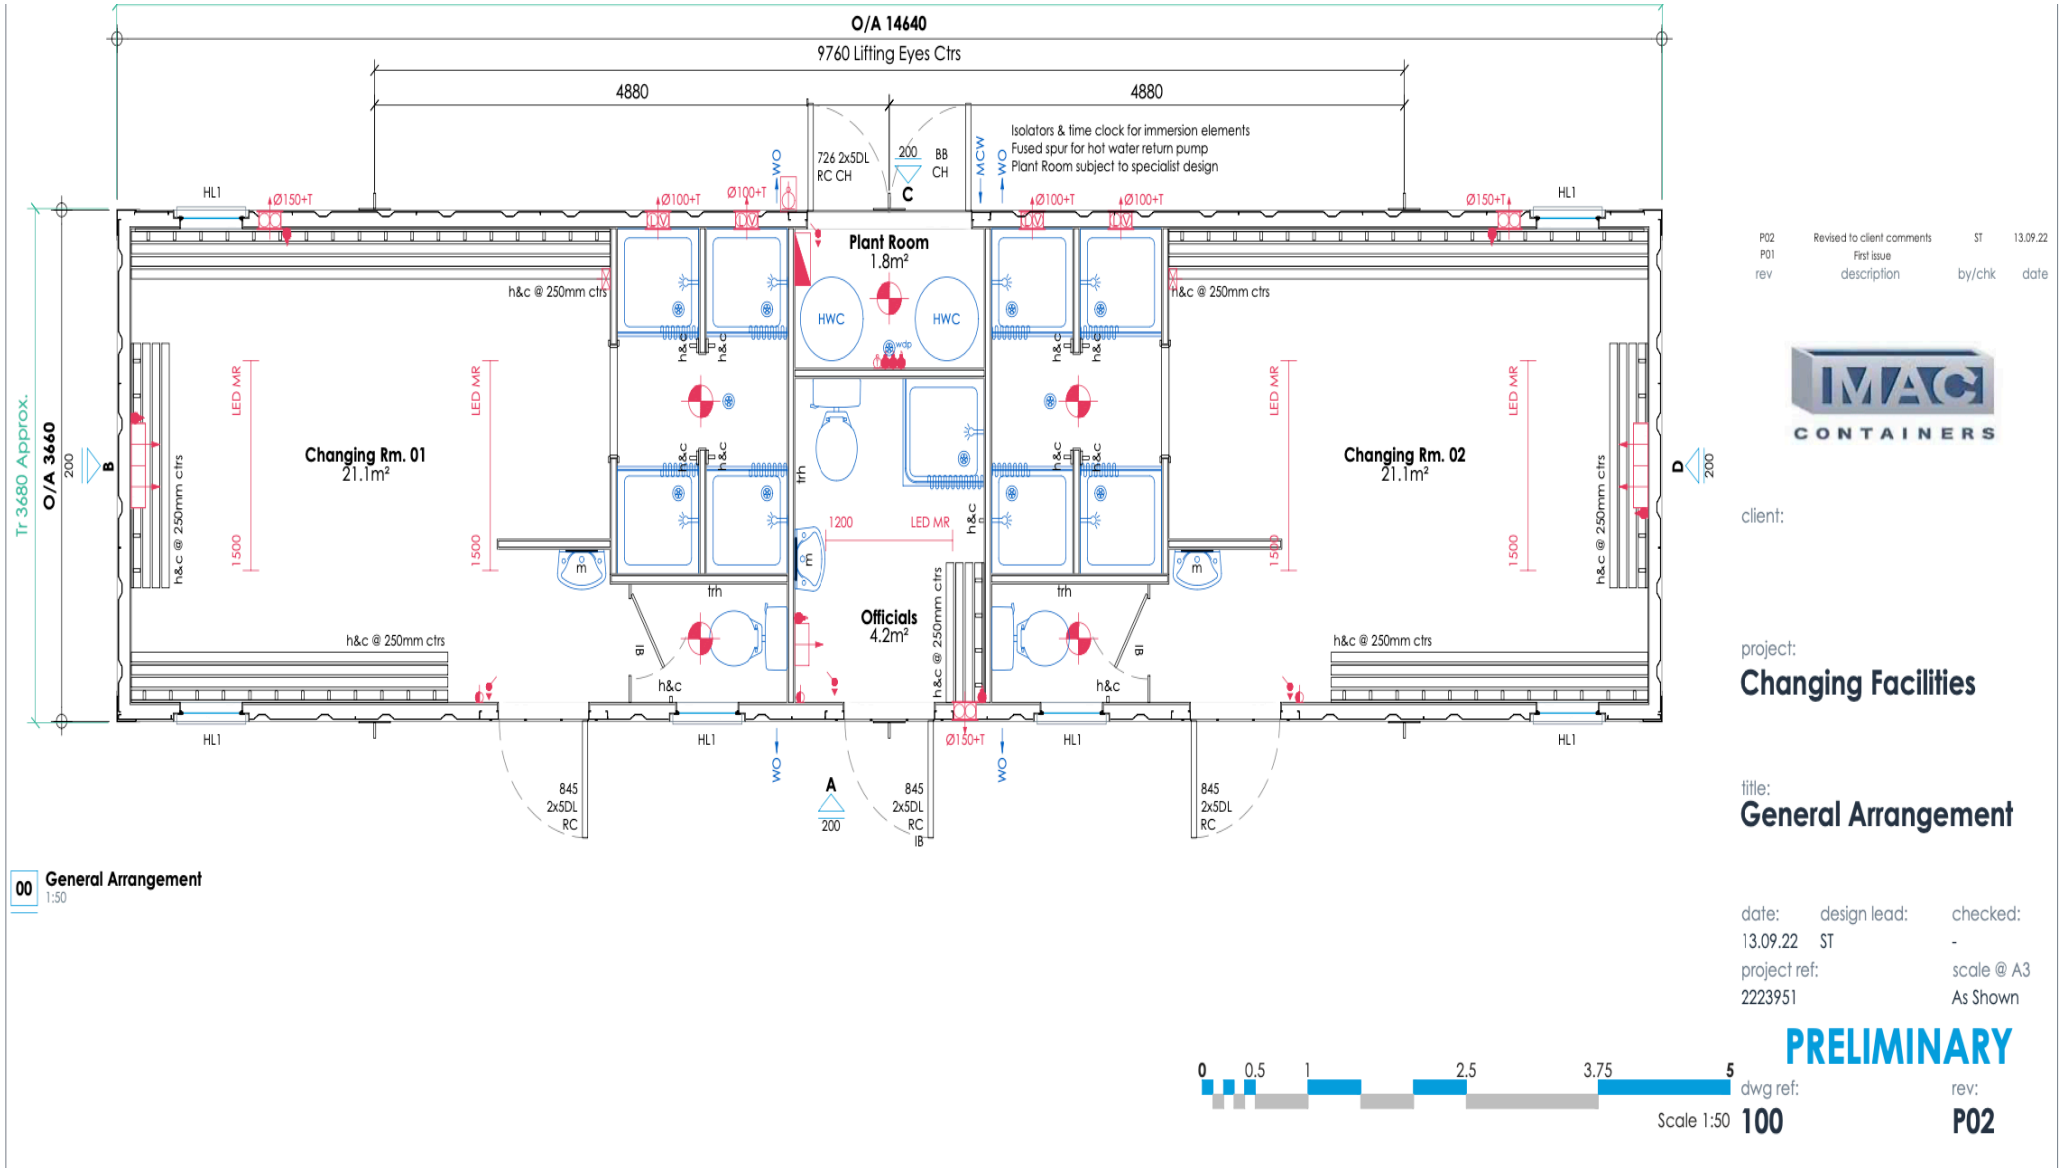 O/A 14640
9760 Lifting Eyes Ctrs
4880
4880
Isolators & time clock for immersion elements
Fused spur for hot water return pump
Plant Room subject to specialist design
726 2x5DL
RC CH
200
BB
CH
C
WO
MCW
WO
HL1
Ø150+T
Ø100+T
Ø100+T
Ø100+T
Ø100+T
Ø150+T
HL1
Plant Room
1.8m²
HWC
HWC
wdp
h&c @ 250mm ctrs
h&c @ 250mm ctrs
h&c
h&c
h&c
h&c
h&c
h&c
h&c
h&c
LED MR
1500
LED MR
1500
LED MR
1500
LED MR
1500
Changing Rm. 01
21.1m²
Changing Rm. 02
21.1m²
Tr 3680 Approx.
O/A 3660
200
B
D
200
h&c @ 250mm ctrs
h&c @ 250mm ctrs
trh
1200
LED MR
h&c
m
m
m
trh
trh
Officials
4.2m²
h&c @ 250mm ctrs
h&c @ 250mm ctrs
h&c @ 250mm ctrs
IB
IB
h&c
h&c
HL1
HL1
Ø150+T
HL1
HL1
WO
WO
845
2x5DL
RC
A
200
845
2x5DL
RC
IB
845
2x5DL
RC
00
General Arrangement
1:50
P02 Revised to client comments ST 13.09.22
P01 First issue
rev description by/chk date
MAC
CONTAINERS
client:
project:
Changing Facilities
title:
General Arrangement
date: design lead: checked:
13.09.22 ST -
project ref: scale @ A3
2223951 As Shown
PRELIMINARY
dwg ref: rev:
100 P02
0 0.5 1 2.5 3.75 5
Scale 1:50